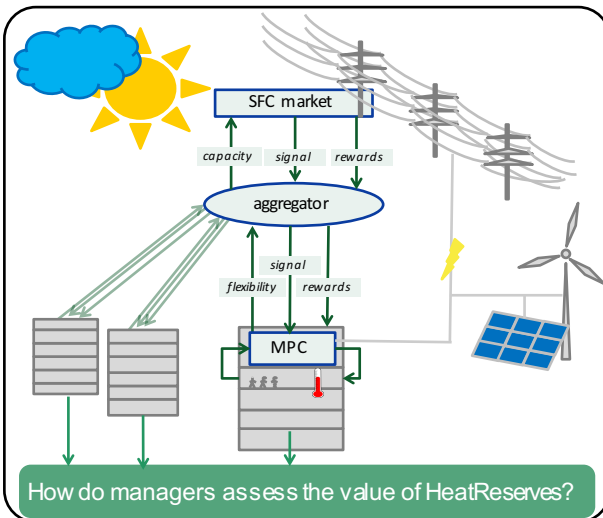 SFC market
capacity
signal
rewards
aggregator
signal
flexibility
rewards
MPC
How do managers assess the value of HeatReserves?